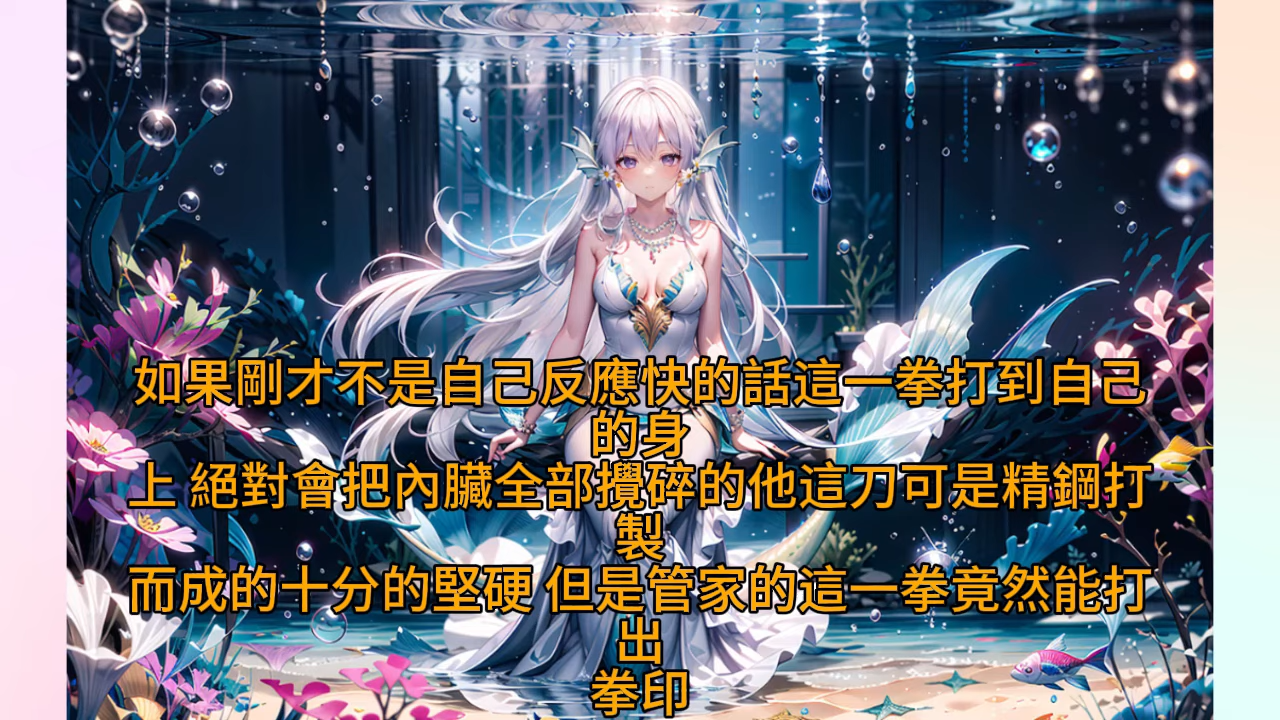 如果剛才不是自己反應快的話這一拳打到自己
的身
上 絕對會把內臟全部攪碎的他這刀可是精鋼打
製
而成的十分的堅硬 但是管家的這一拳竟然能打
出
拳印